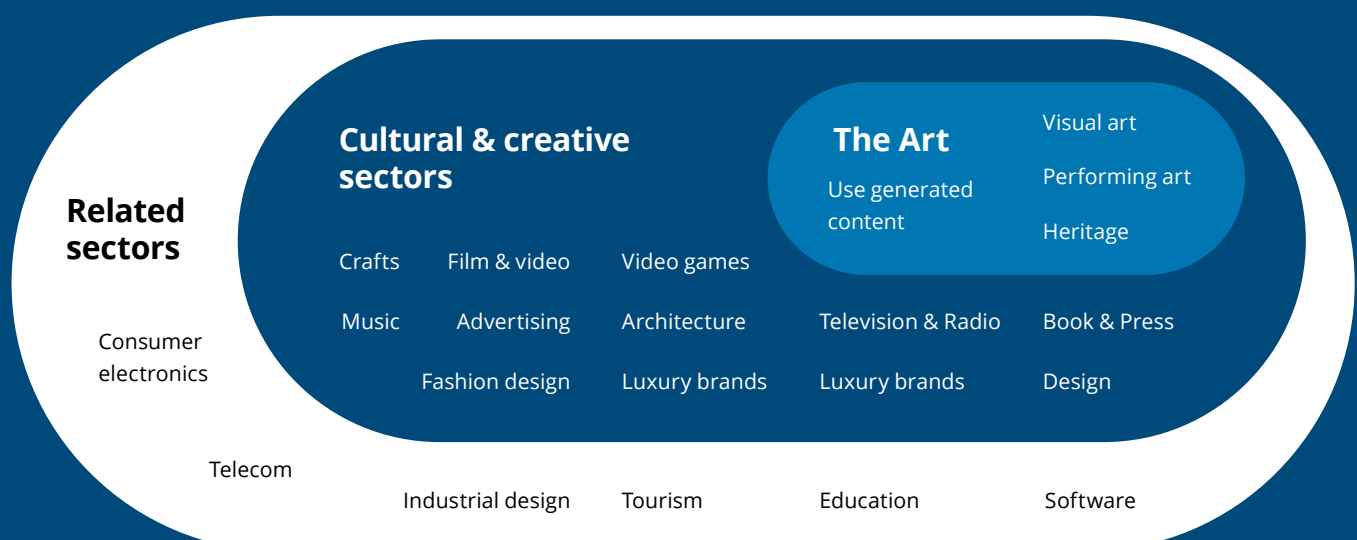 Related
sectors
Consumer
electronics
Telecom
Industrial design
Tourism
Education
Software
Cultural & creative
sectors
Crafts
Film & video
Video games
Music
Advertising
Architecture
Television & Radio
Book & Press
Fashion design
Luxury brands
Luxury brands
Design
The Art
Use generated
content
Visual art
Performing art
Heritage